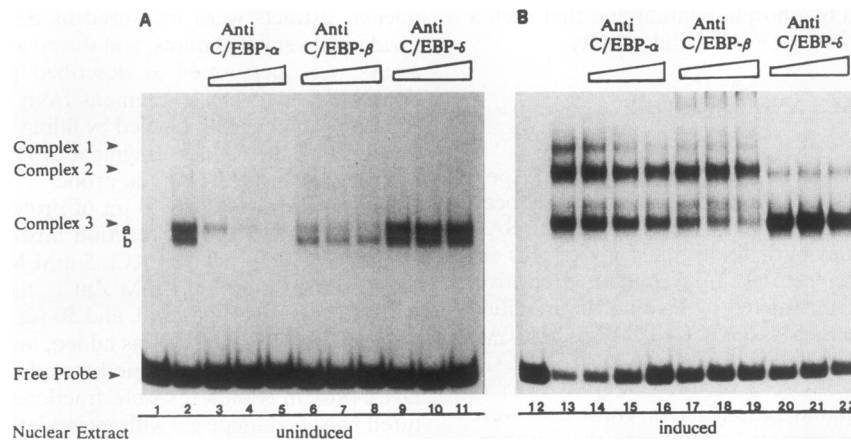 A
Anti
C/EBP-α
Anti
C/EBP-β
Anti
C/EBP-δ
B
Anti
C/EBP-α
Anti
C/EBP-β
Anti
C/EBP-δ
Complex 1
Complex 2
Complex 3
a
b
Free Probe
1 2 3 4 5 6 7 8 9 10 11
12 13 14 15 16 17 18 19 20 21 22
Nuclear Extract
uninduced
induced